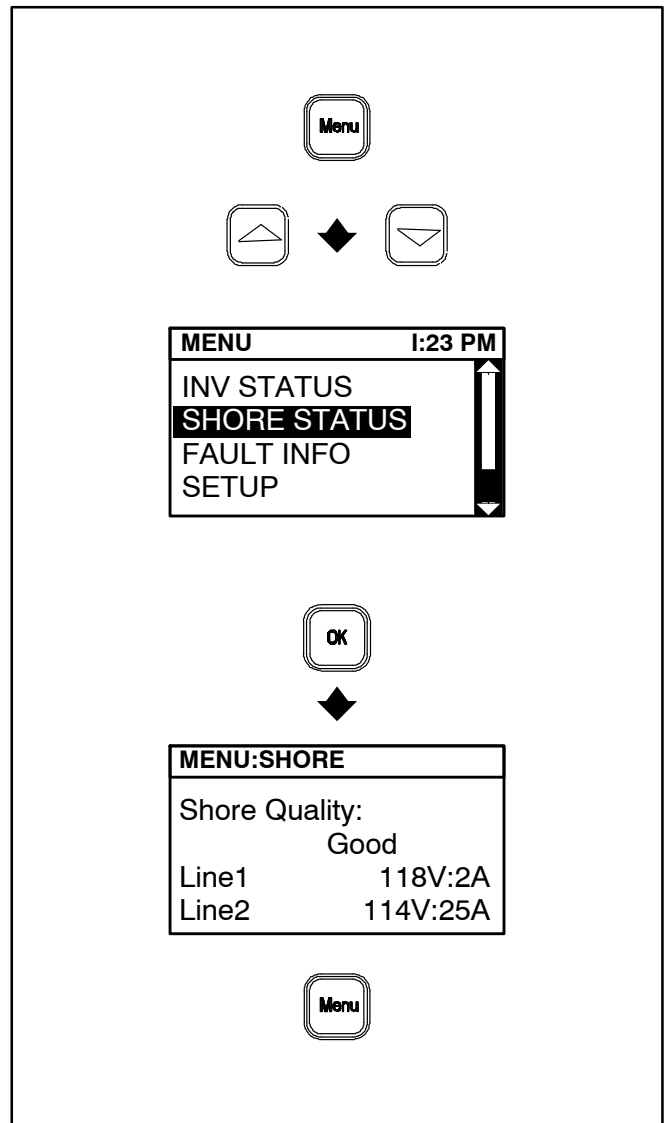 Menu
MENU I:23 PM
INV STATUS
SHORE STATUS
FAULT INFO
SETUP
OK
MENU:SHORE
Shore Quality:
Good
Line1 118V:2A
Line2 114V:25A
Menu